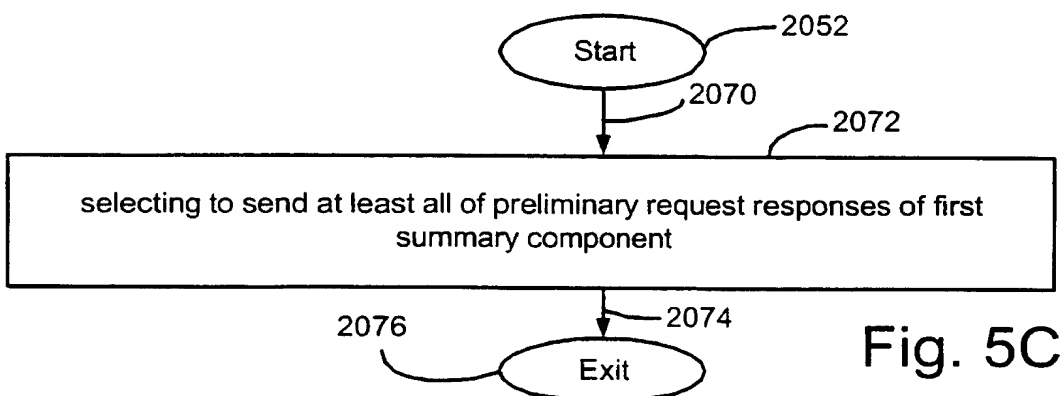 Start
2052
2070
2072
selecting to send at least all of preliminary request responses of first
summary component
2074
2076
Exit
Fig. 5C